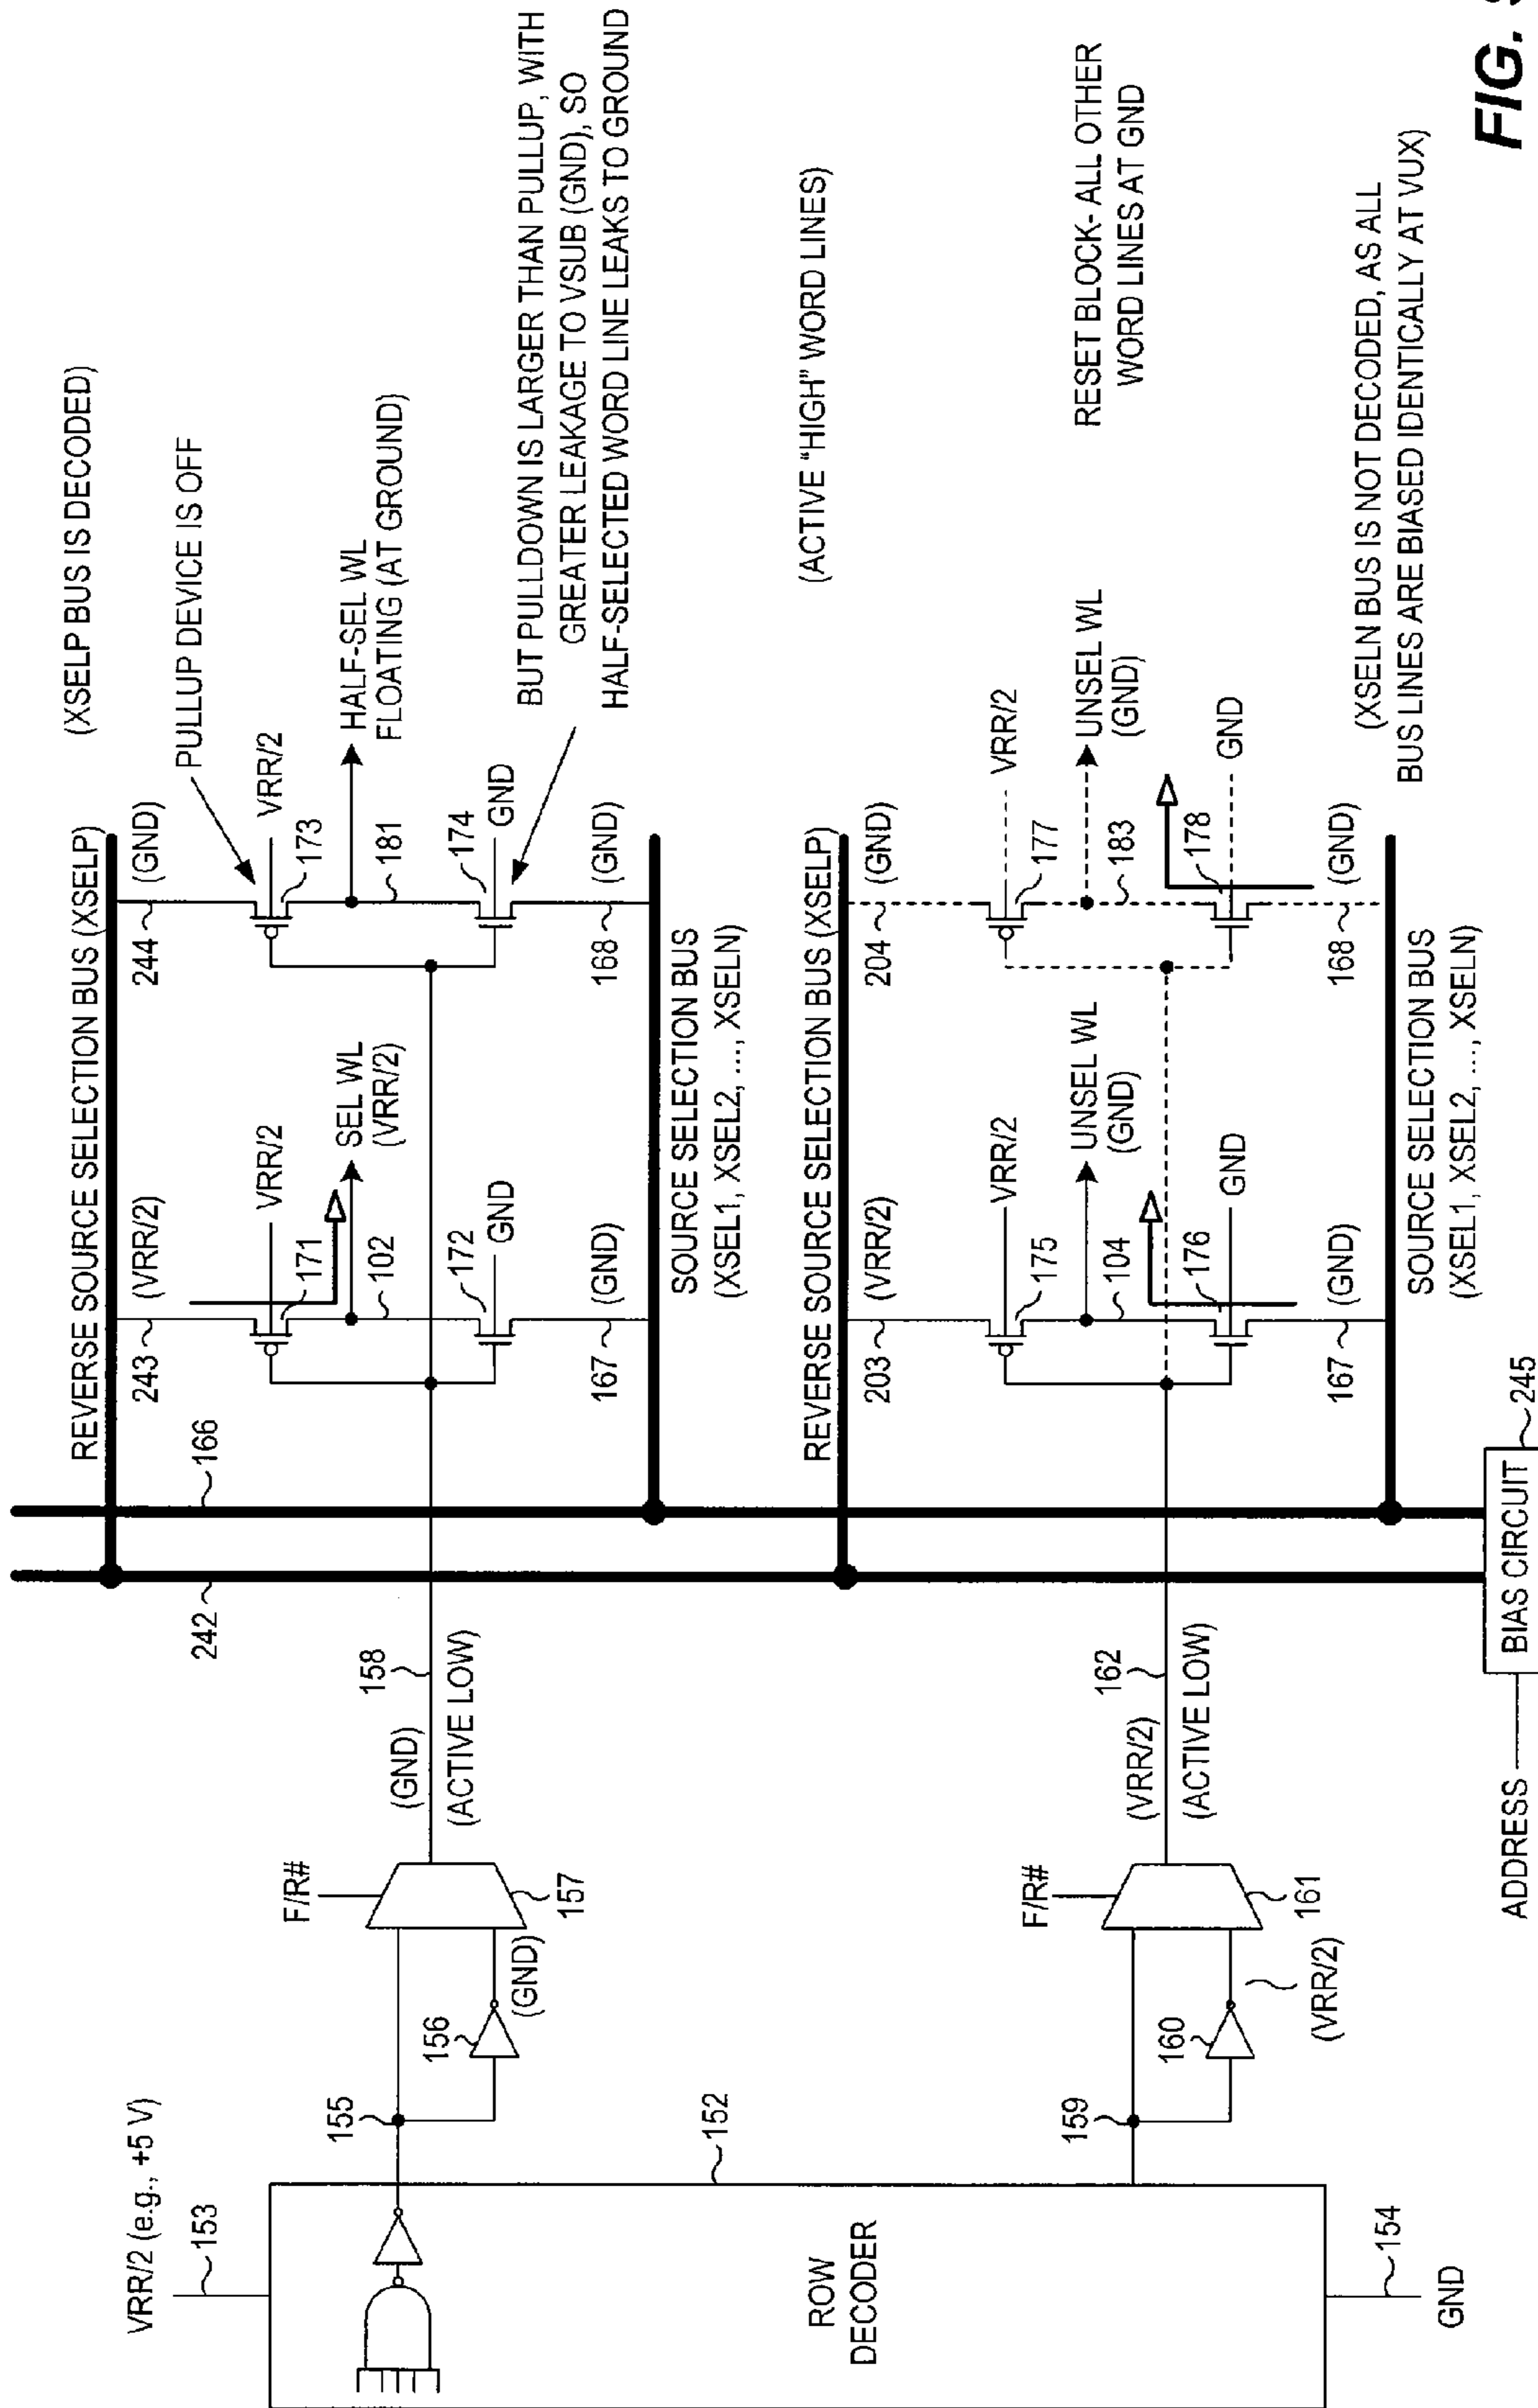 VRR/2 (e.g., +5 V)
153
155
156
(GND)
F/R#
157
(GND)
158
(ACTIVE LOW)
242
166
REVERSE SOURCE SELECTION BUS (XSELP)
243
(VRR/2)
VRR/2
171
SEL WL
(VRR/2)
102
172
GND
167
(GND)
244
(GND)
VRR/2
173
181
174
GND
168
(GND)
SOURCE SELECTION BUS
(XSEL1, XSEL2, ..., XSELN)
(XSELP BUS IS DECODED)
PULLUP DEVICE IS OFF
HALF-SEL WL
FLOATING (AT GROUND)
BUT PULLDOWN IS LARGER THAN PULLUP, WITH
GREATER LEAKAGE TO VSUB (GND), SO
HALF-SELECTED WORD LINE LEAKS TO GROUND
152
ROW
DECODER
159
160
(VRR/2)
F/R#
161
(VRR/2)
162
(ACTIVE LOW)
154
GND
REVERSE SOURCE SELECTION BUS (XSELP)
203
(VRR/2)
VRR/2
175
UNSEL WL
(GND)
104
176
GND
167
(GND)
204
(GND)
VRR/2
177
UNSEL WL
(GND)
183
178
GND
168
(GND)
SOURCE SELECTION BUS
(XSEL1, XSEL2, ..., XSELN)
(ACTIVE "HIGH" WORD LINES)
RESET BLOCK- ALL OTHER
WORD LINES AT GND
(XSELN BUS IS NOT DECODED, AS ALL
BUS LINES ARE BIASED IDENTICALLY AT VUX)
ADDRESS
BIAS CIRCUIT
245
FIG.